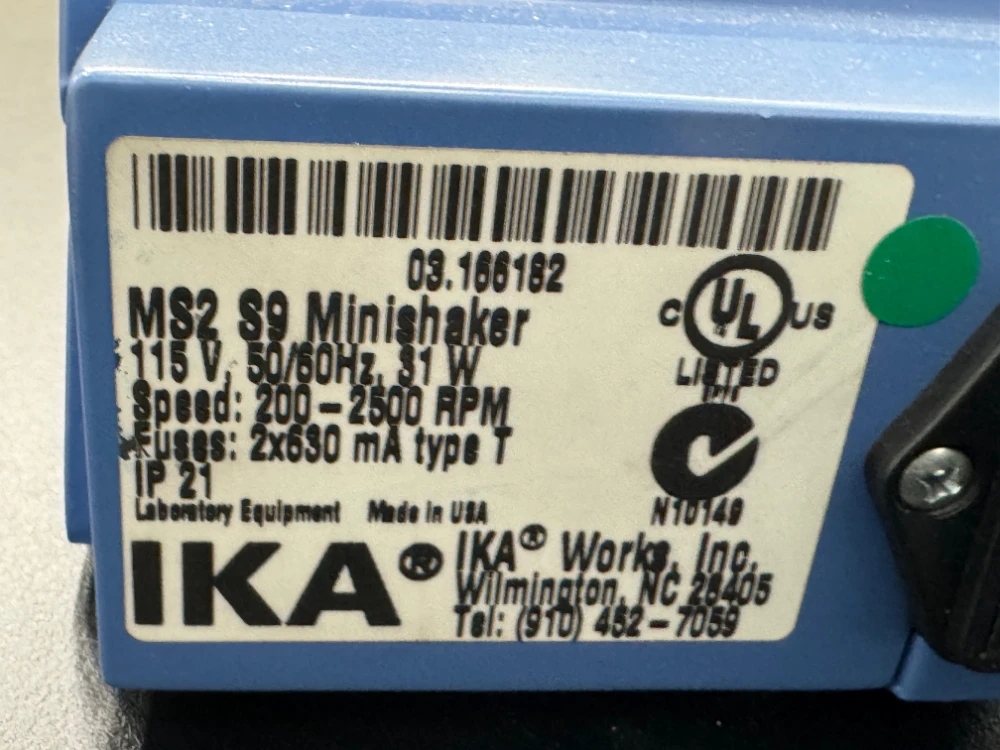 03.166182
MS2 S9 Minishaker
115 V, 50/60Hz, 31 W
Speed: 200-2500 RPM
Fuses: 2x630 mA type T
IP 21
Laboratory Equipment Made in USA
C UL US
LISTED
N10149
IKA® IKA® Works, Inc.
Wilmington, NC 28405
Tel: (910) 452-7059